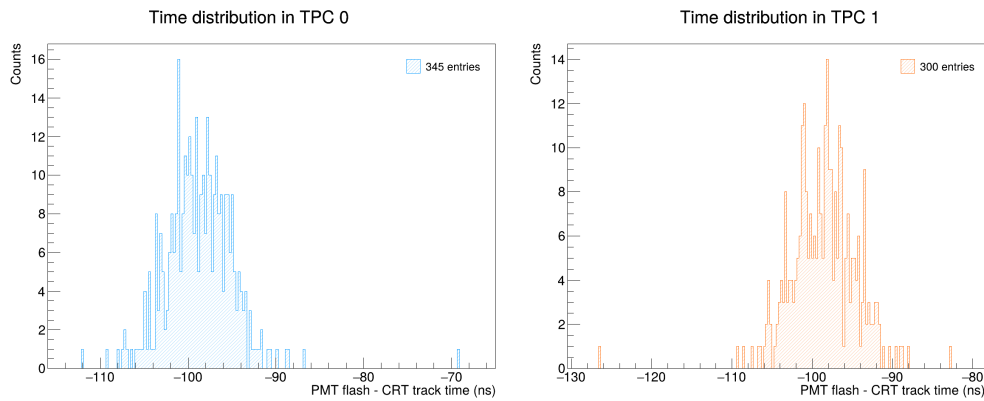 Time distribution in TPC 0
Counts
16
14
12
10
8
6
4
2
0
345 entries
−110 −100 −90 −80 −70
PMT flash - CRT track time (ns)
Time distribution in TPC 1
Counts
14
12
10
8
6
4
2
0
300 entries
−130 −120 −110 −100 −90 −80
PMT flash - CRT track time (ns)